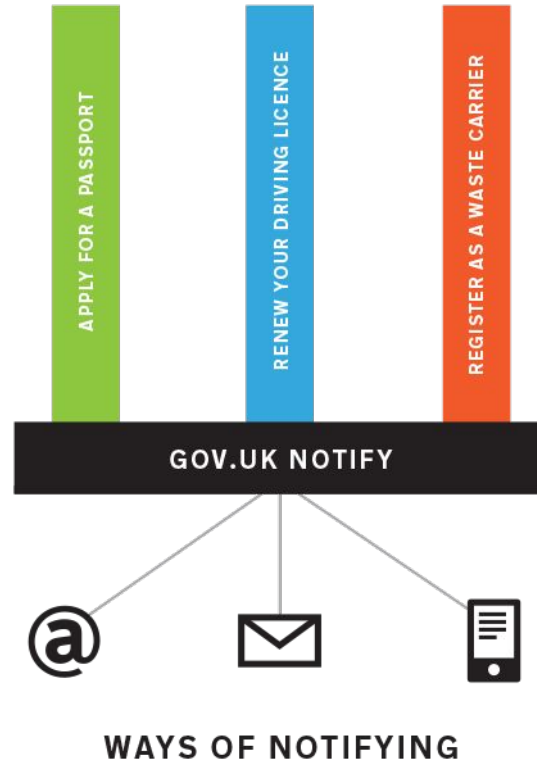 APPLY FOR A PASSPORT
RENEW YOUR DRIVING LICENCE
REGISTER AS A WASTE CARRIER
GOV.UK NOTIFY
@
WAYS OF NOTIFYING